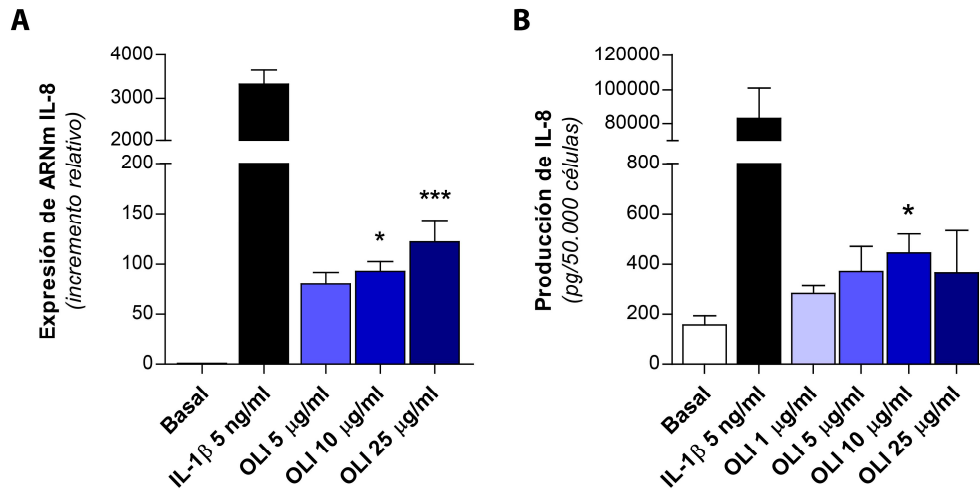 A
Expresión de ARNm IL-8
(incremento relativo)
4000
3000
2000
200
150
100
50
0
*
***
Basal
IL-1β 5 ng/ml
OLI 5 μg/ml
OLI 10 μg/ml
OLI 25 μg/ml
B
Producción de IL-8
(pg/50.000 células)
120000
100000
80000
800
600
400
200
0
*
Basal
IL-1β 5 ng/ml
OLI 1 μg/ml
OLI 5 μg/ml
OLI 10 μg/ml
OLI 25 μg/ml